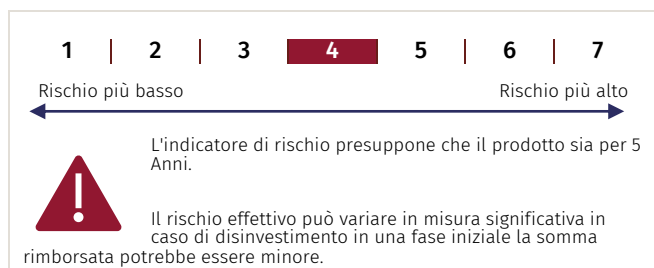 1 | 2 | 3 | 4 | 5 | 6 | 7
Rischio più basso Rischio più alto
L'indicatore di rischio presuppone che il prodotto sia per 5
Anni.
Il rischio effettivo può variare in misura significativa in
caso di disinvestimento in una fase iniziale la somma
rimborsata potrebbe essere minore.